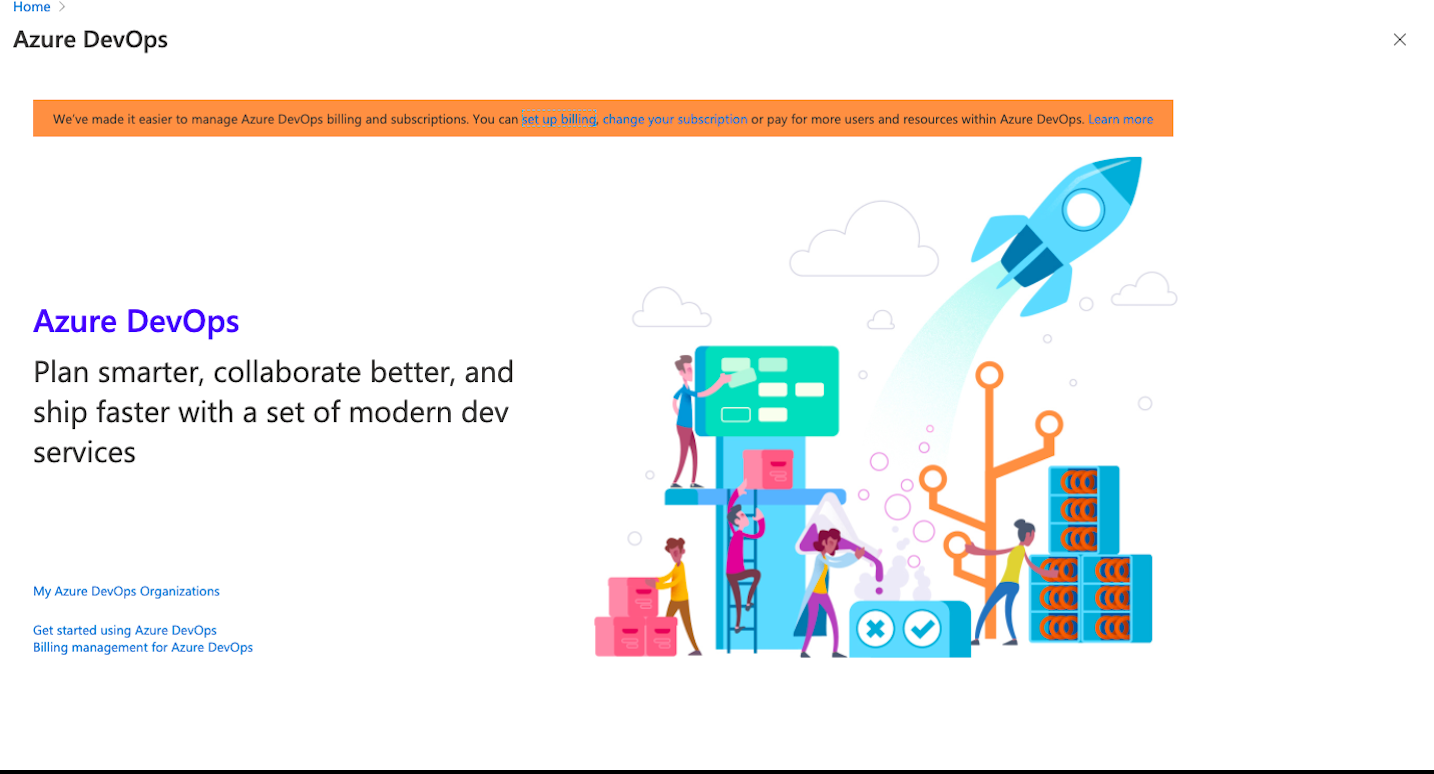 Home
Azure DevOps
We've made it easier to manage Azure DevOps billing and subscriptions. You can set up billing, change your subscription or pay for more users and resources within Azure DevOps. Learn more
Azure DevOps
Plan smarter, collaborate better, and
ship faster with a set of modern dev
services
My Azure DevOps Organizations
Get started using Azure DevOps
Billing management for Azure DevOps